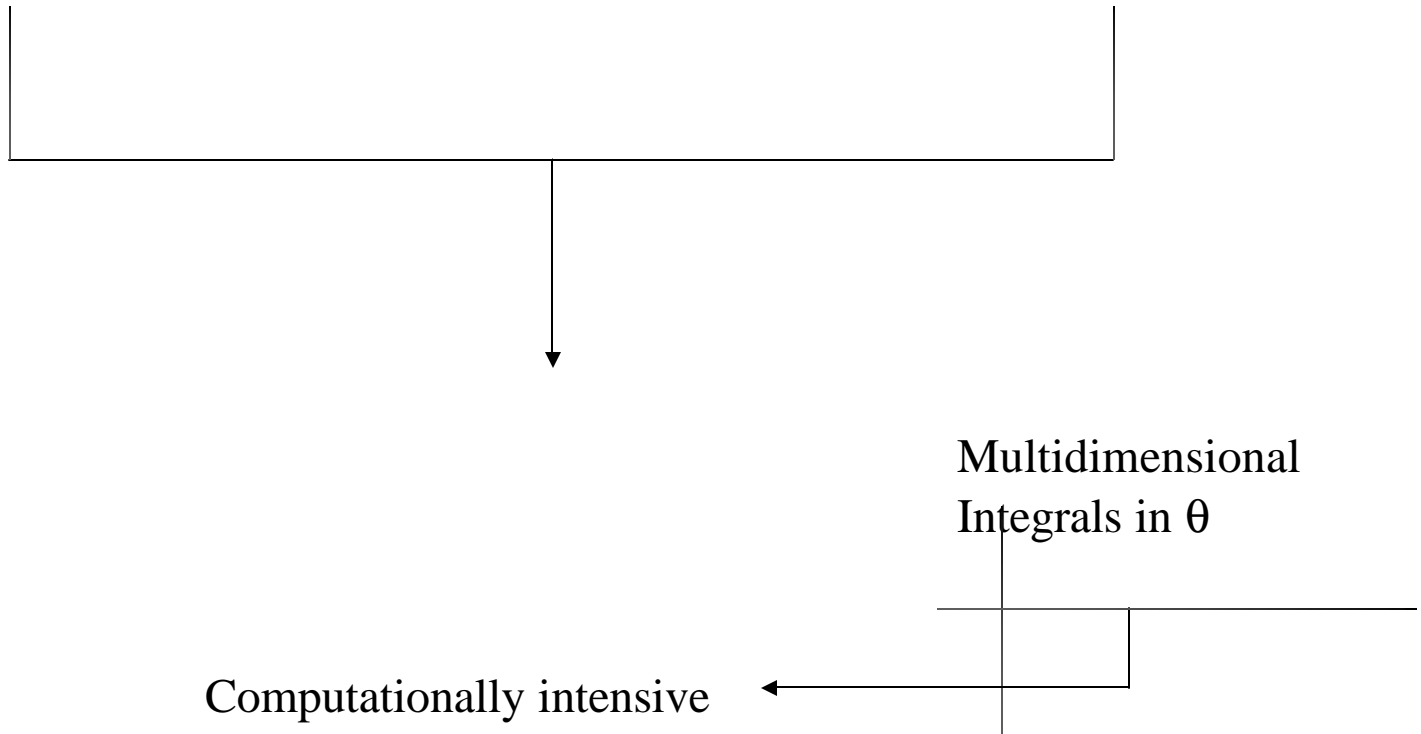 Multidimensional
Integrals in θ
Computationally intensive